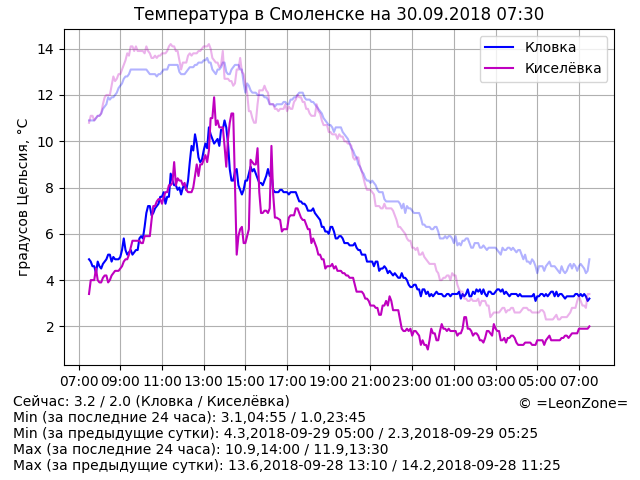 Температура в Смоленске на 30.09.2018 07:30
градусов Цельсия, °C
14
12
10
8
6
4
2
Кловка
Киселёвка
07:00 09:00 11:00 13:00 15:00 17:00 19:00 21:00 23:00 01:00 03:00 05:00 07:00
Сейчас: 3.2 / 2.0 (Кловка / Киселёвка)
© =LeonZone=
Min (за последние 24 часа): 3.1,04:55 / 1.0,23:45
Min (за предыдущие сутки): 4.3,2018-09-29 05:00 / 2.3,2018-09-29 05:25
Max (за последние 24 часа): 10.9,14:00 / 11.9,13:30
Max (за предыдущие сутки): 13.6,2018-09-28 13:10 / 14.2,2018-09-28 11:25